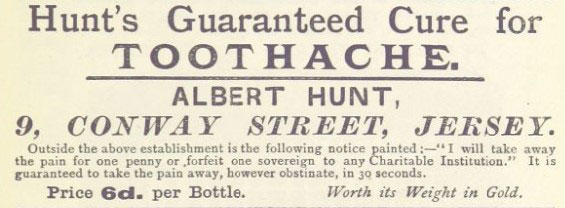 Hunt's Guaranteed Cure for
TOOTHACHE.
ALBERT HUNT,
9, CONWAY STREET, JERSEY.
Outside the above establishment is the following notice painted;—"I will take away
the pain for one penny or ,forfeit one sovereign to any Charitable Institution." It is
guaranteed to take the pain away, however obstinate, in 30 seconds.
Price 6d. per Bottle. Worth its Weight in Gold.